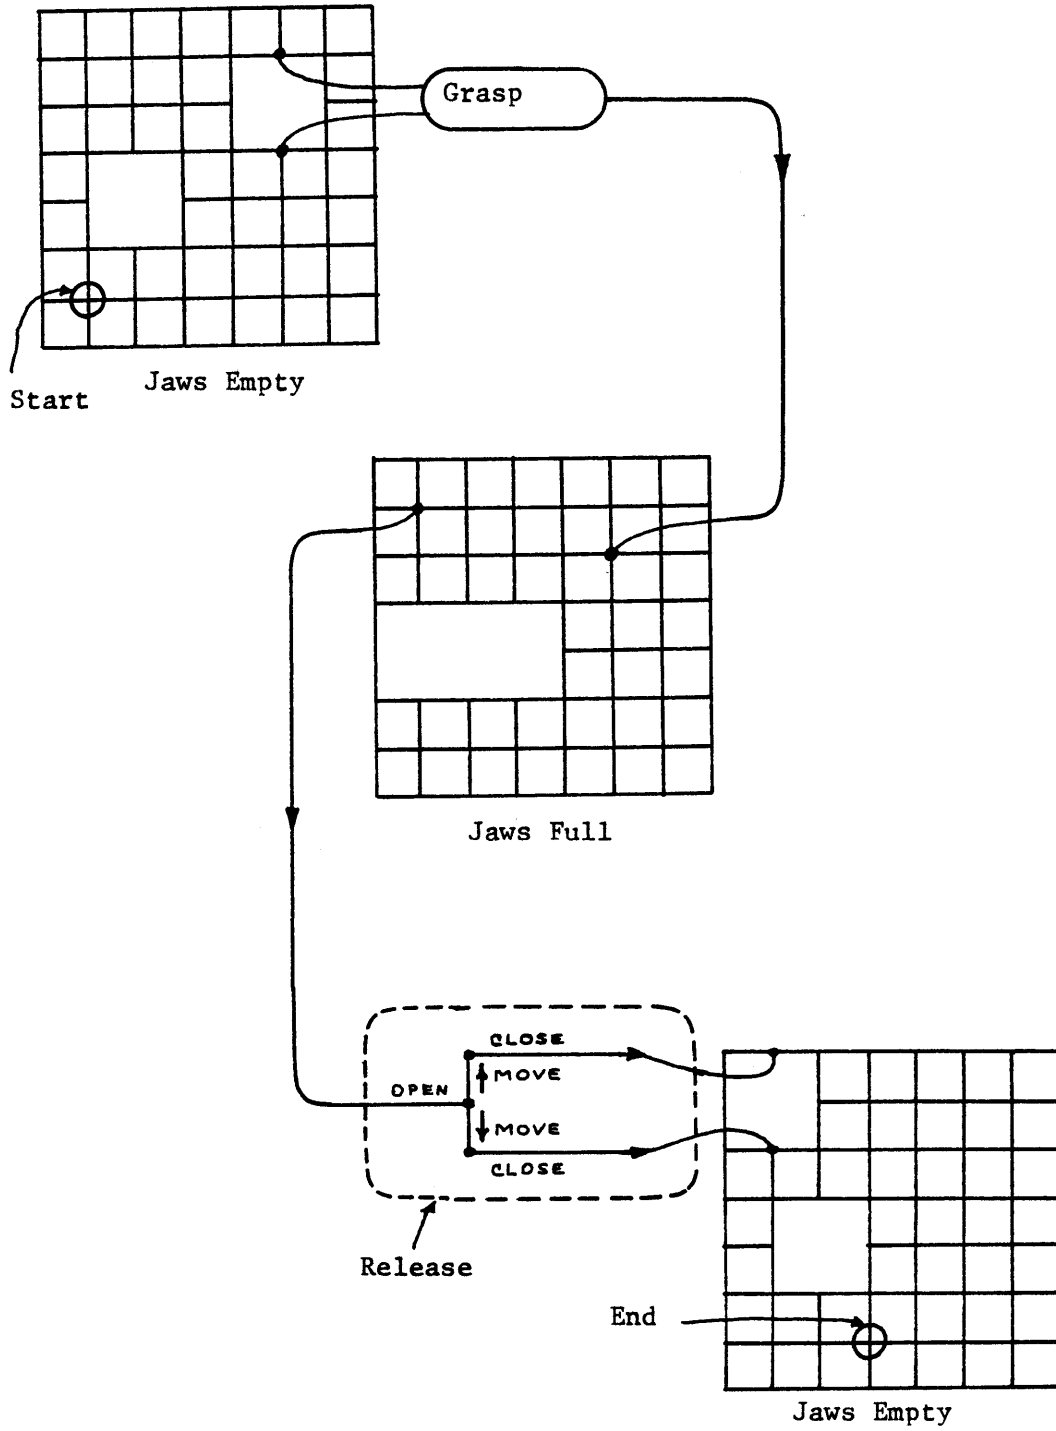 Grasp
Start
Jaws Empty
Jaws Full
CLOSE
MOVE
OPEN
MOVE
CLOSE
Release
End
Jaws Empty